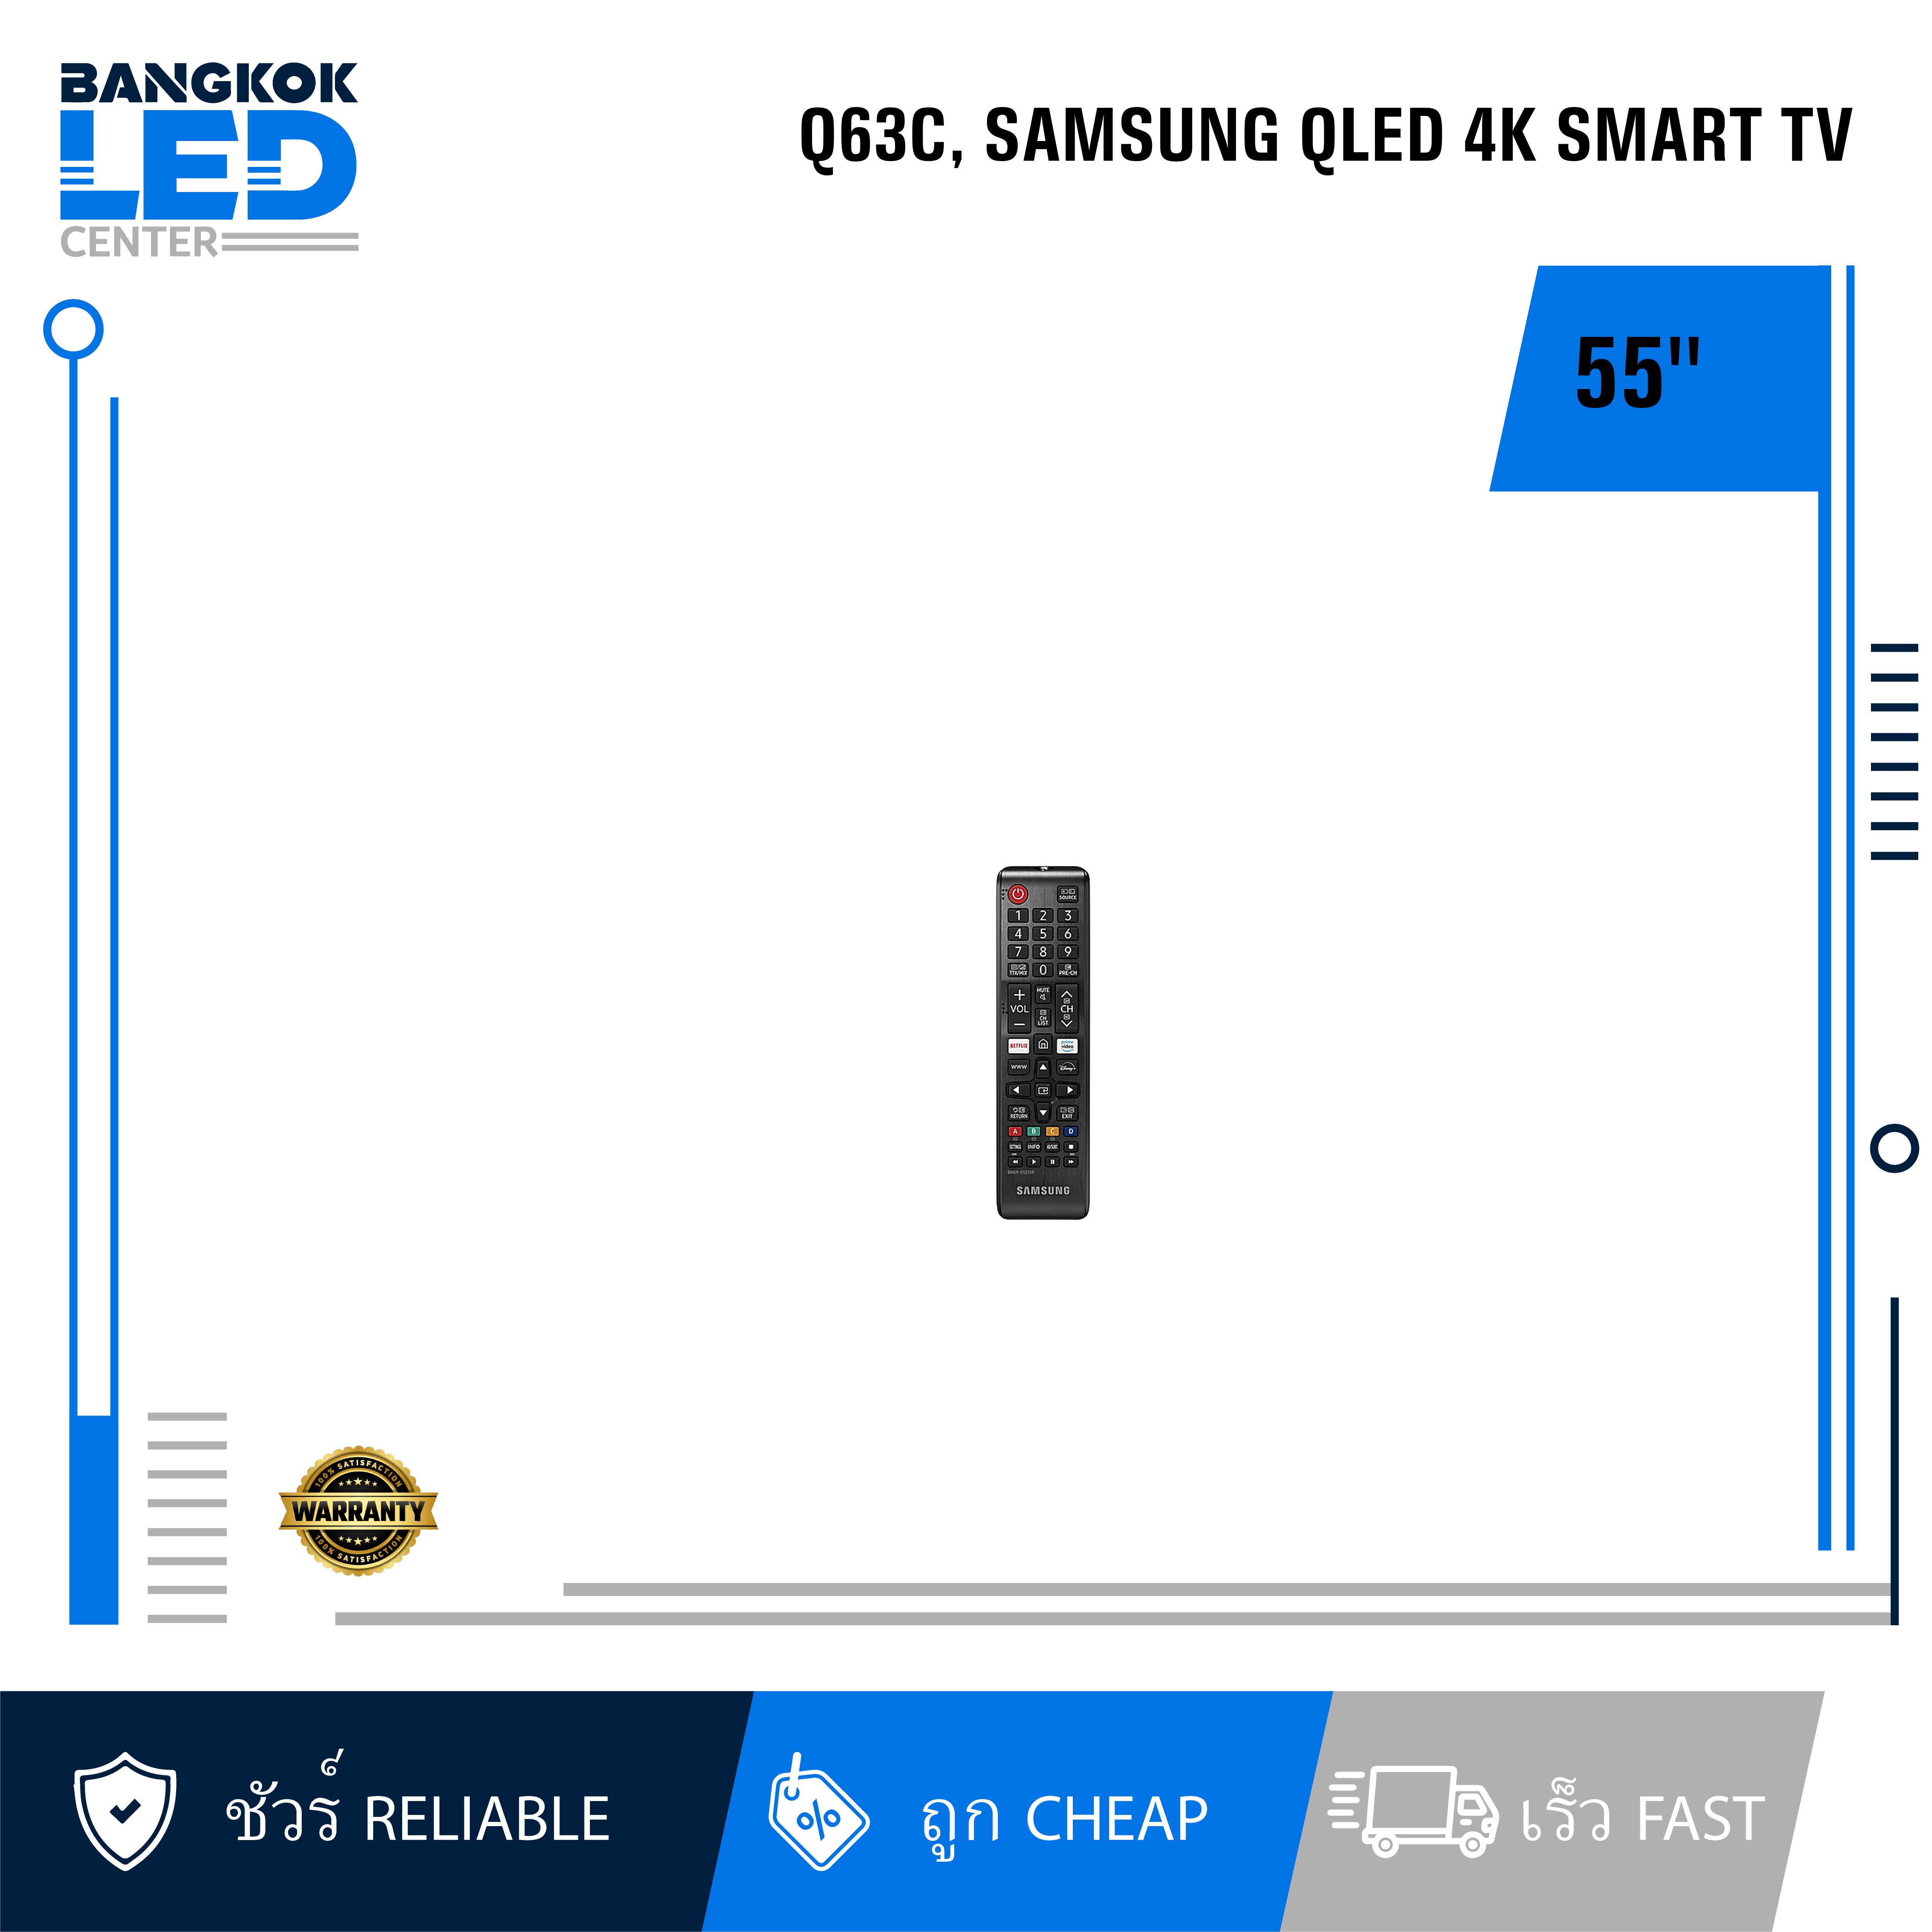 BANGKOK
LED
CENTER
Q63C, SAMSUNG QLED 4K SMART TV
55"
SOURCE
1 2 3
4 5 6
7 8 9
TTX/MIX 0 PRE-CH
+ MUTE
VOL CH
CH LIST
NETFLIX prime video
WWW Disney+
RETURN EXIT
A B C D
SETTINGS INFO AD/SUBT.
SAMSUNG
100% SATISFACTION
WARRANTY
100% SATISFACTION
ชัวร์ RELIABLE
% ถูก CHEAP
เร็ว FAST